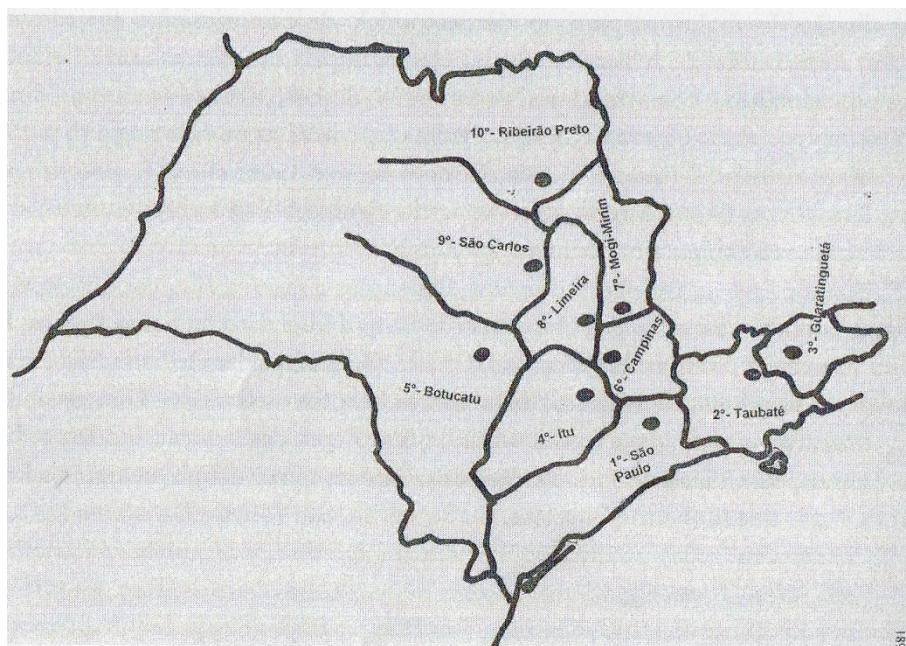 10º- Ribeirão Preto
9º- São Carlos
8º- Limeira
7º- Mogi-Mirim
3º- Guaratinguetá
6º- Campinas
5º- Botucatu
2º- Taubaté
4º- Itu
1º- São
Paulo